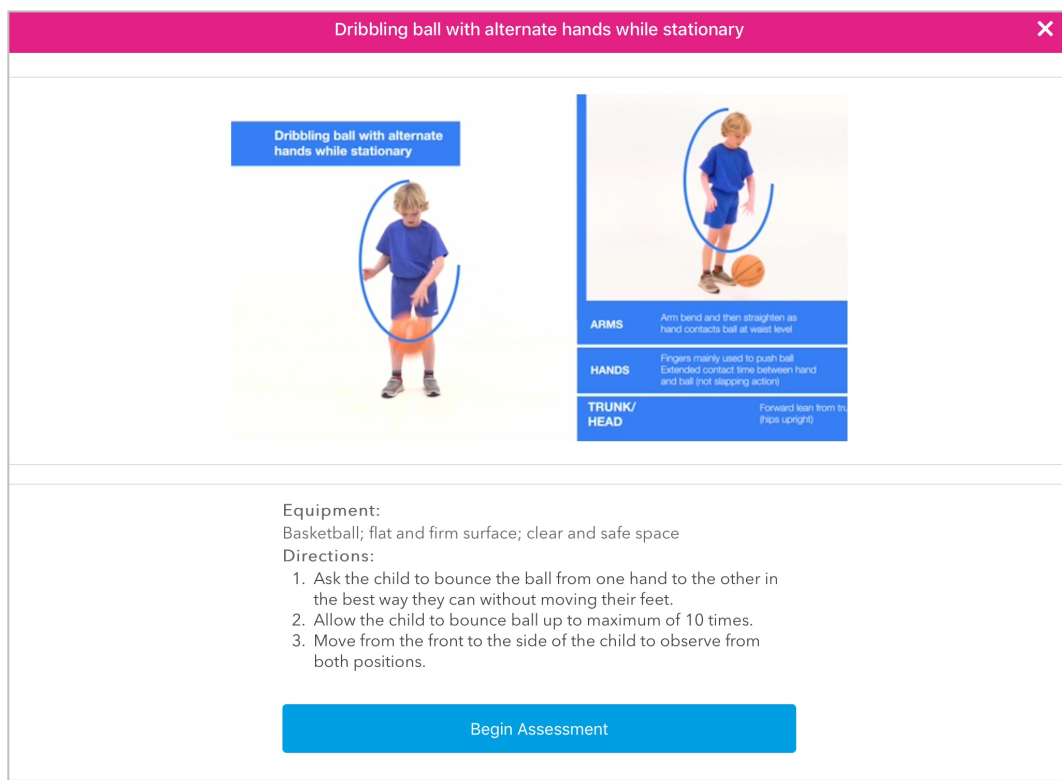 Dribbling ball with alternate hands while stationary
Dribbling ball with alternate
hands while stationary
ARMS
Arm bend and then straighten as
hand contacts ball at waist level
HANDS
Fingers mainly used to push ball
Extended contact time between hand
and ball (not slapping action)
TRUNK/
HEAD
Forward lean from
(hips upright)
Equipment:
Basketball; flat and firm surface; clear and safe space
Directions:
1. Ask the child to bounce the ball from one hand to the other in
the best way they can without moving their feet.
2. Allow the child to bounce ball up to maximum of 10 times.
3. Move from the front to the side of the child to observe from
both positions.
Begin Assessment